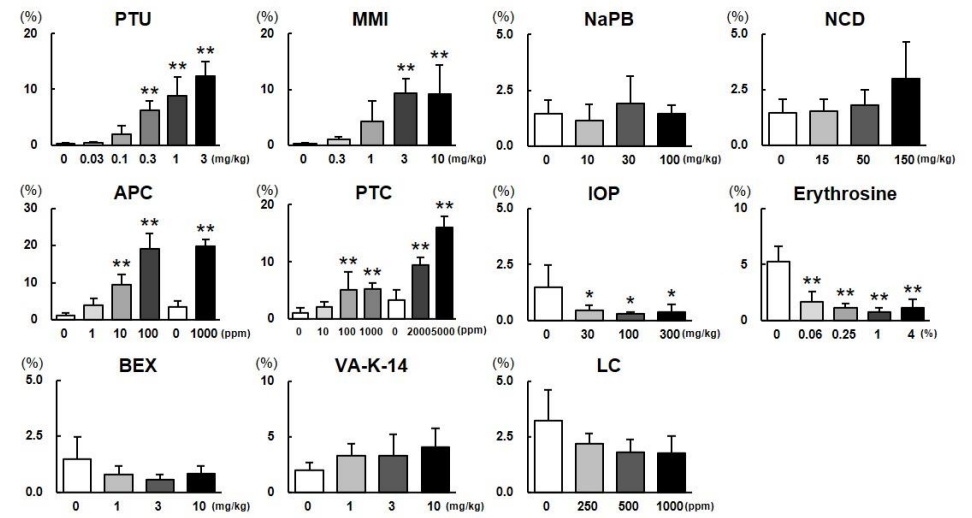 (%) PTU
20
10
0
** ** **
0 0.03 0.1 0.3 1 3 (mg/kg)
(%) MMI
20
10
0
** **
0 0.3 1 3 10 (mg/kg)
(%) NaPB
5.0
2.5
0.0
0 10 30 100 (mg/kg)
(%) NCD
5.0
2.5
0.0
0 15 50 150 (mg/kg)
(%) APC
30
20
10
0
** ** **
0 1 10 100 0 1000 (ppm)
(%) PTC
20
10
0
** ** ** **
0 10 100 1000 0 2000 5000 (ppm)
(%) IOP
5.0
2.5
0.0
* * *
0 30 100 300 (mg/kg)
(%) Erythrosine
10
5
0
** ** ** **
0 0.06 0.25 1 4 (%)
(%) BEX
5.0
2.5
0.0
0 1 3 10 (mg/kg)
(%) VA-K-14
10
5
0
0 1 3 10 (mg/kg)
(%) LC
5.0
2.5
0.0
0 250 500 1000 (ppm)